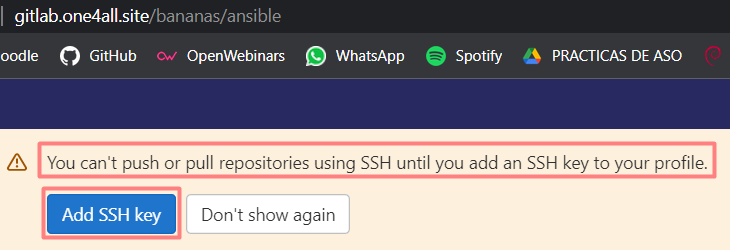 gitlab.one4all.site/bananas/ansible
oodle GitHub OpenWebinars WhatsApp Spotify PRACTICAS DE ASO
You can't push or pull repositories using SSH until you add an SSH key to your profile.
Add SSH key Don't show again